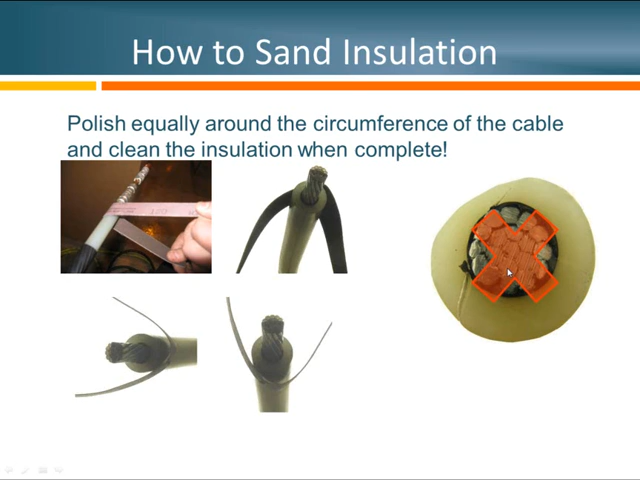 How to Sand Insulation
Polish equally around the circumference of the cable
and clean the insulation when complete!